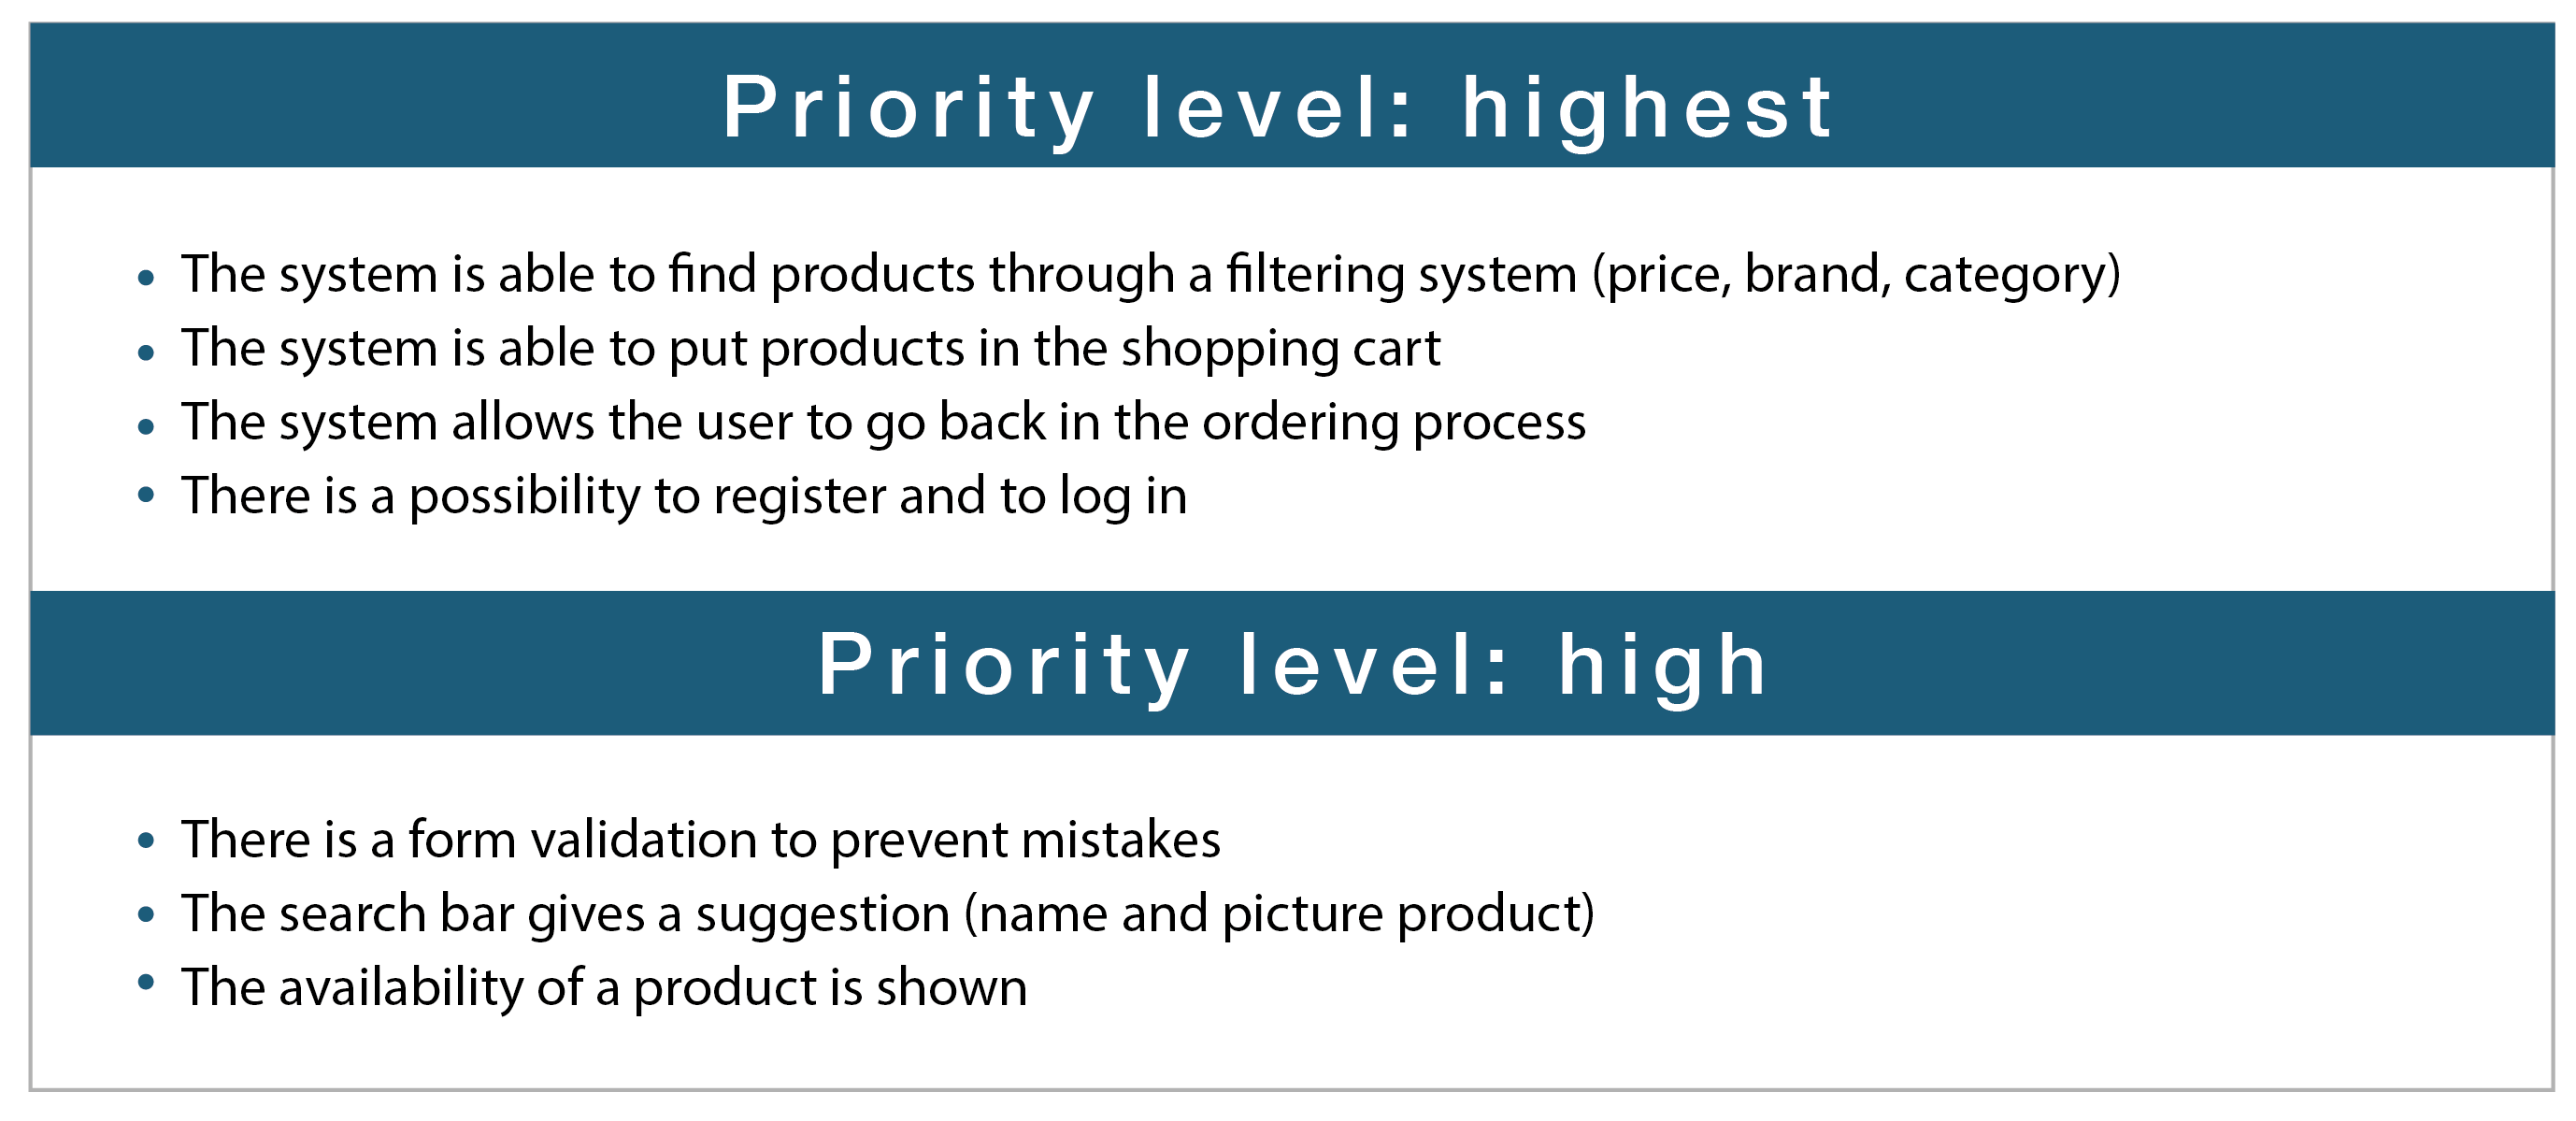 Priority level: highest
• The system is able to find products through a filtering system (price, brand, category)
• The system is able to put products in the shopping cart
• The system allows the user to go back in the ordering process
• There is a possibility to register and to log in
Priority level: high
• There is a form validation to prevent mistakes
• The search bar gives a suggestion (name and picture product)
• The availability of a product is shown